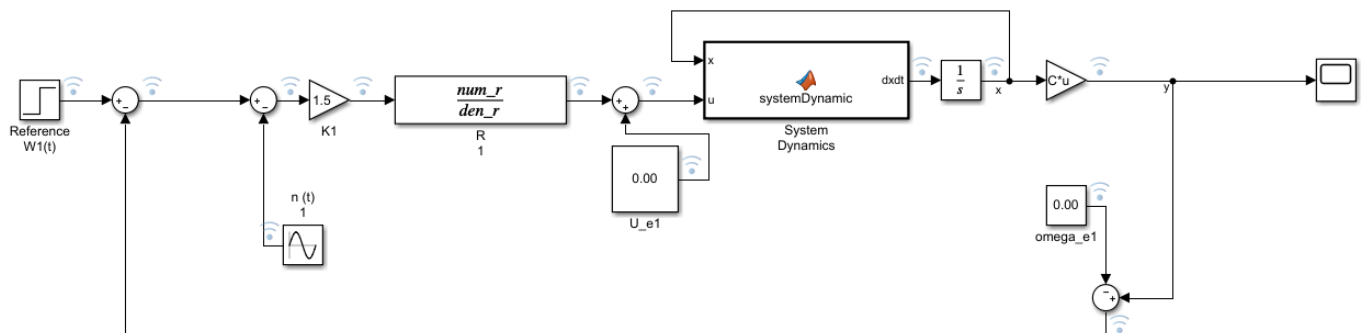 Reference
W1(t)
+
−
+
−
n (t)
1
1.5
K1
num_r
den_r
R
1
+
+
0.00
U_e1
x
u
systemDynamic
dxdt
System
Dynamics
1
s
x
C*u
y
0.00
omega_e1
−
+